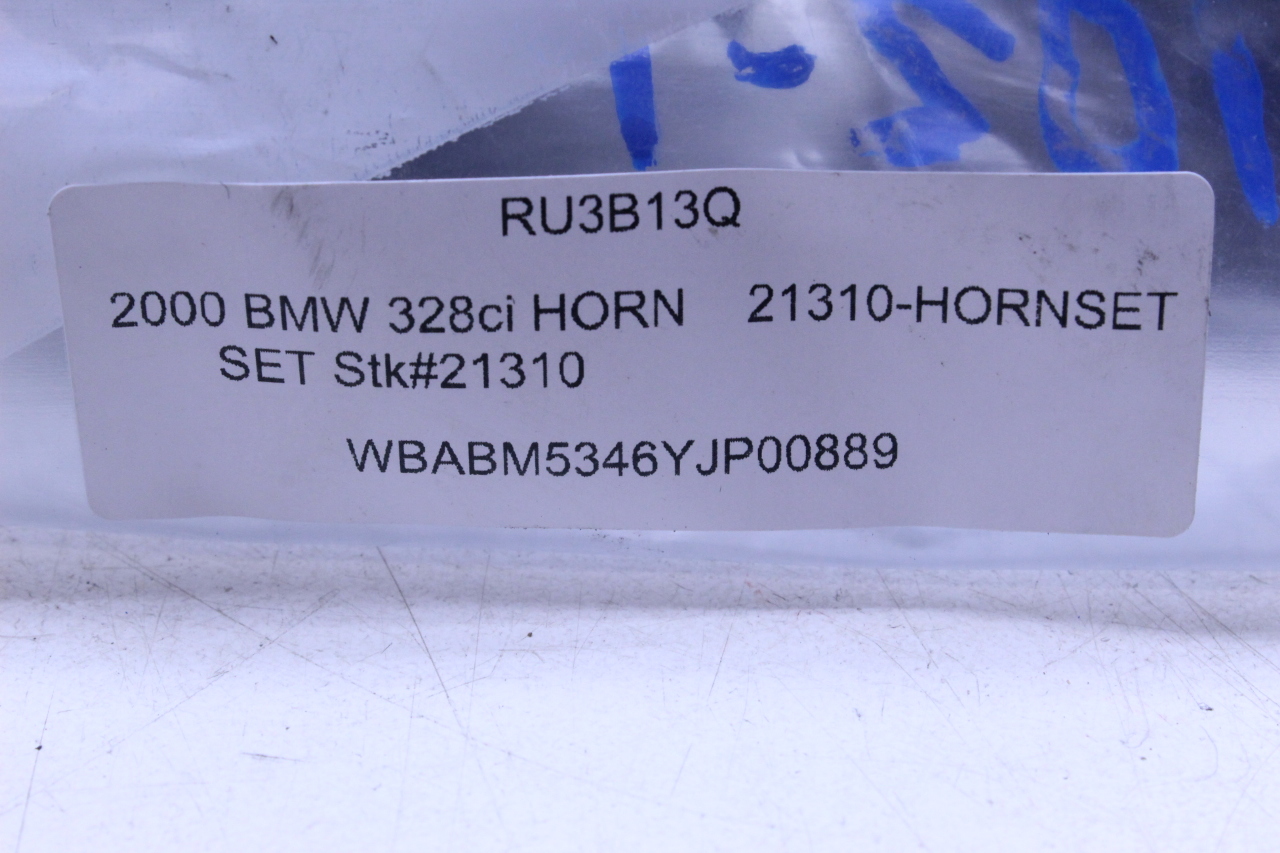 RU3B13Q
2000 BMW 328ci HORN 21310-HORNSET
SET Stk#21310
WBABM5346YJP00889